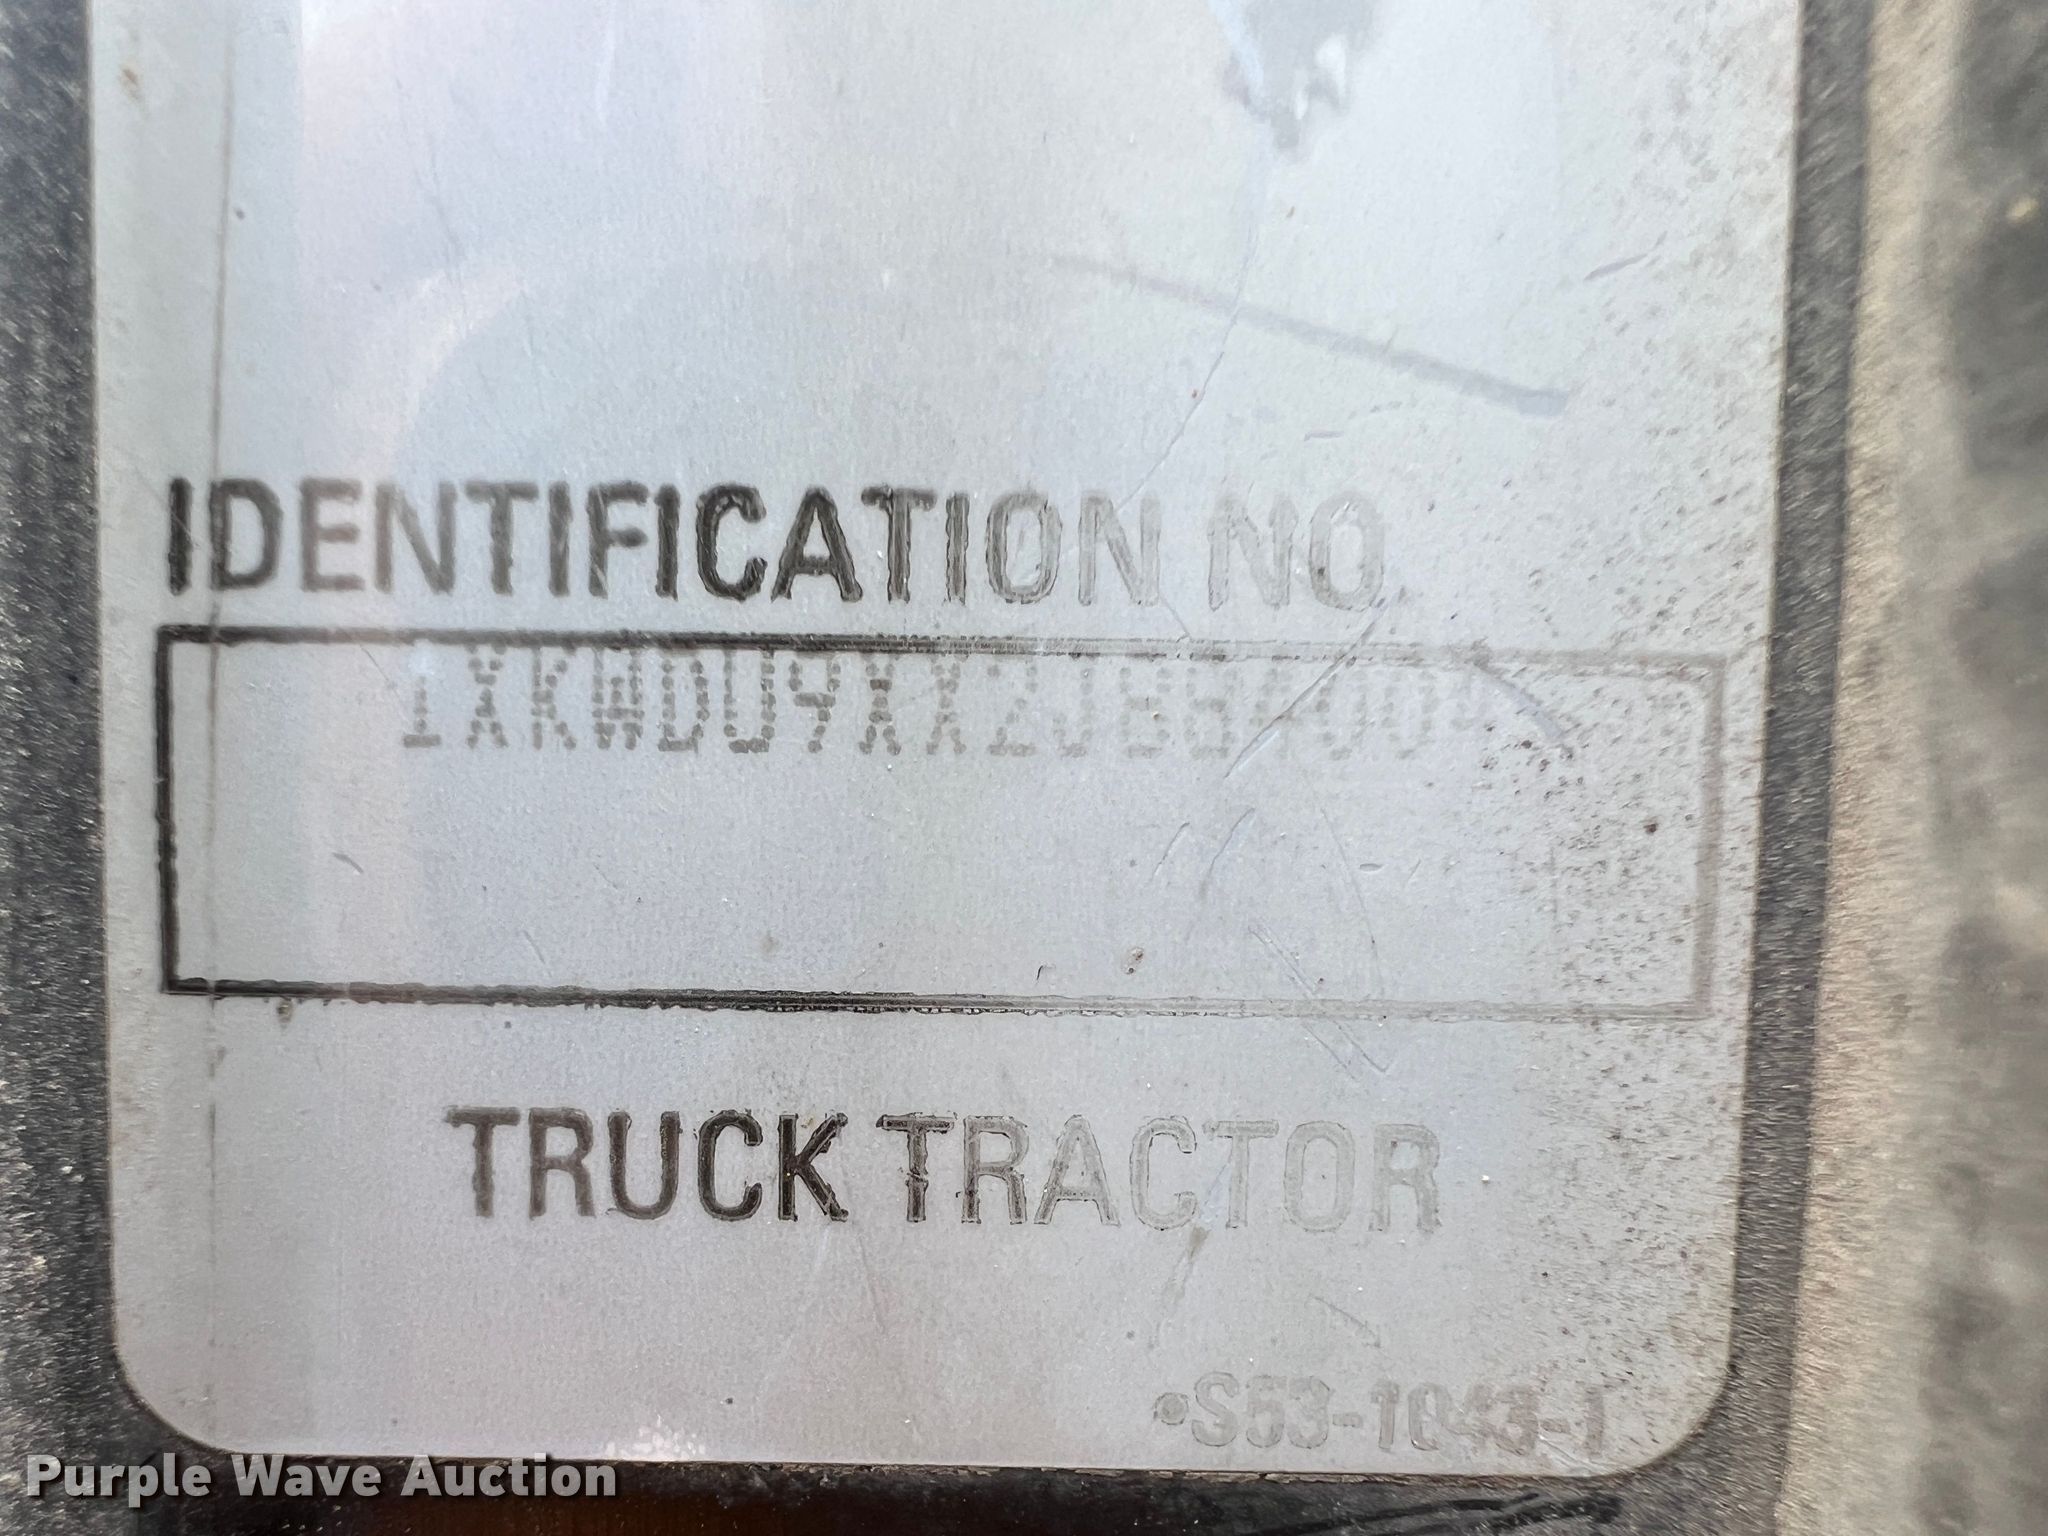 IDENTIFICATION NO
TRUCK TRACTOR
•S53-1043-1
Purple Wave Auction